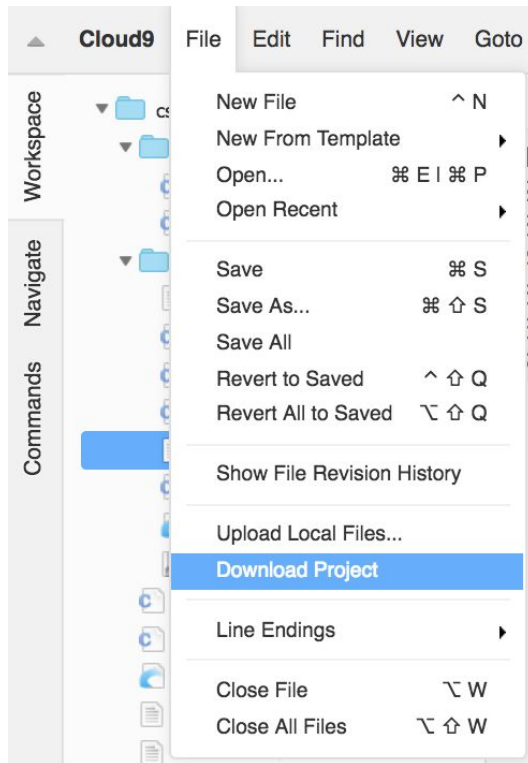 Cloud9 File Edit Find View Goto
Workspace
Navigate
Commands
cs
New File ^ N
New From Template
Open... ⌘ E | ⌘ P
Open Recent
Save ⌘ S
Save As... ⌘ ⇧ S
Save All
Revert to Saved ^ ⇧ Q
Revert All to Saved ⌥ ⇧ Q
Show File Revision History
Upload Local Files...
Download Project
Line Endings
Close File ⌥ W
Close All Files ⌥ ⇧ W